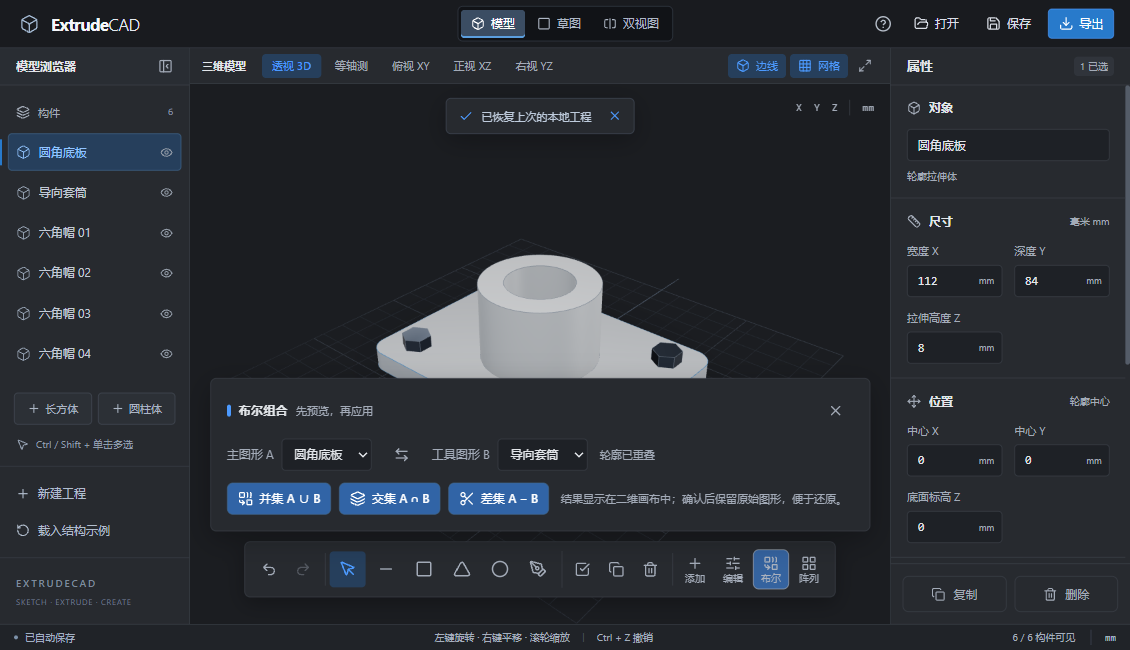 ExtrudeCAD
模型
草图
双视图
打开
保存
导出
模型浏览器
三维模型
透视 3D
等轴测
俯视 XY
正视 XZ
右视 YZ
边线
网格
属性
1 已选
构件
6
圆角底板
导向套筒
六角帽 01
六角帽 02
六角帽 03
六角帽 04
长方体
圆柱体
Ctrl / Shift + 单击多选
新建工程
载入结构示例
EXTRUDECAD
SKETCH · EXTRUDE · CREATE
已恢复上次的本地工程
X Y Z mm
布尔组合 先预览，再应用
主图形 A 圆角底板 工具图形 B 导向套筒 轮廓已重叠
并集 A ∪ B
交集 A ∩ B
差集 A − B
结果显示在二维画布中；确认后保留原始图形，便于还原。
添加
编辑
布尔
阵列
对象
圆角底板
轮廓拉伸体
尺寸
毫米 mm
宽度 X
深度 Y
112 mm
84 mm
拉伸高度 Z
8 mm
位置
轮廓中心
中心 X
中心 Y
0 mm
0 mm
底面标高 Z
0 mm
复制
删除
已自动保存
左键旋转 · 右键平移 · 滚轮缩放
Ctrl + Z 撤销
6 / 6 构件可见
mm